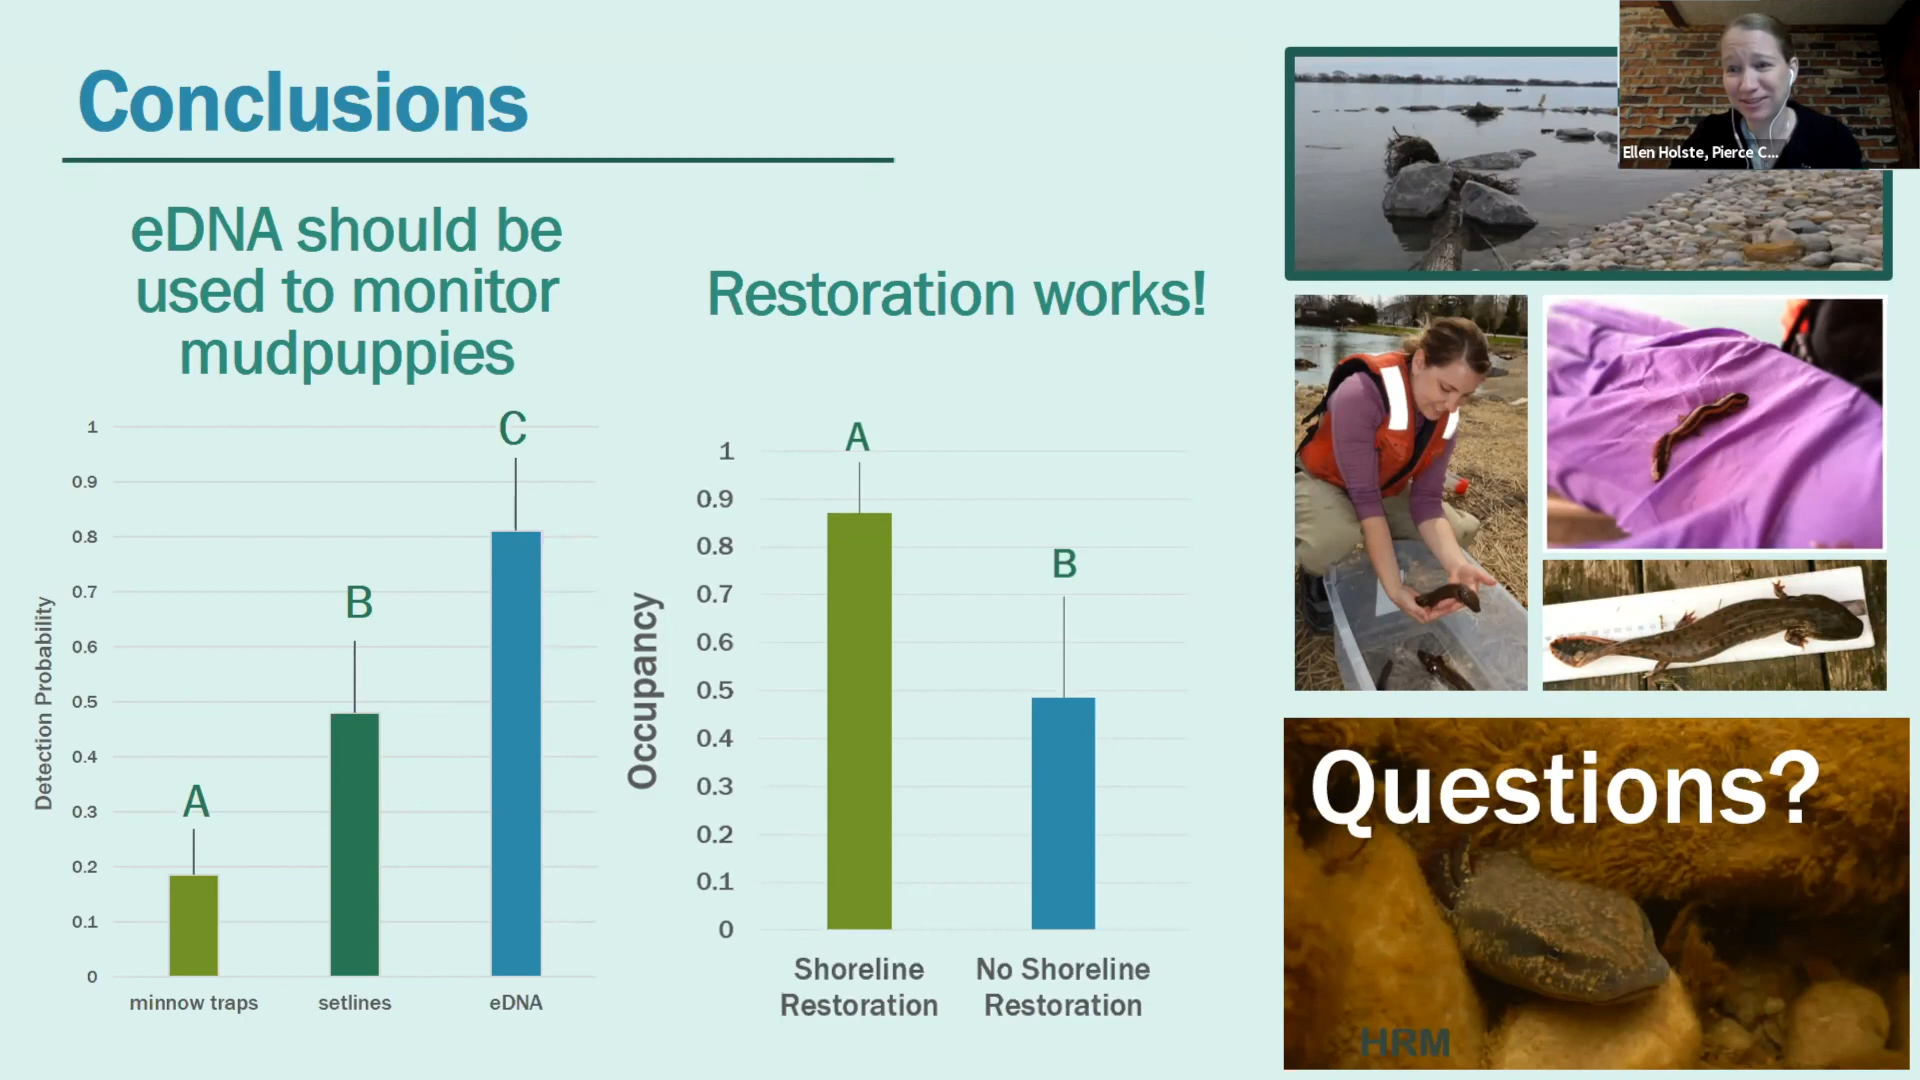 Conclusions
eDNA should be
used to monitor
mudpuppies
Restoration works!
Detection Probability
1
0.9
0.8
0.7
0.6
0.5
0.4
0.3
0.2
0.1
0
A
B
C
minnow traps
setlines
eDNA
Occupancy
1
0.9
0.8
0.7
0.6
0.5
0.4
0.3
0.2
0.1
0
A
B
Shoreline
Restoration
No Shoreline
Restoration
Ellen Holste, Pierce C...
Questions?
HRM